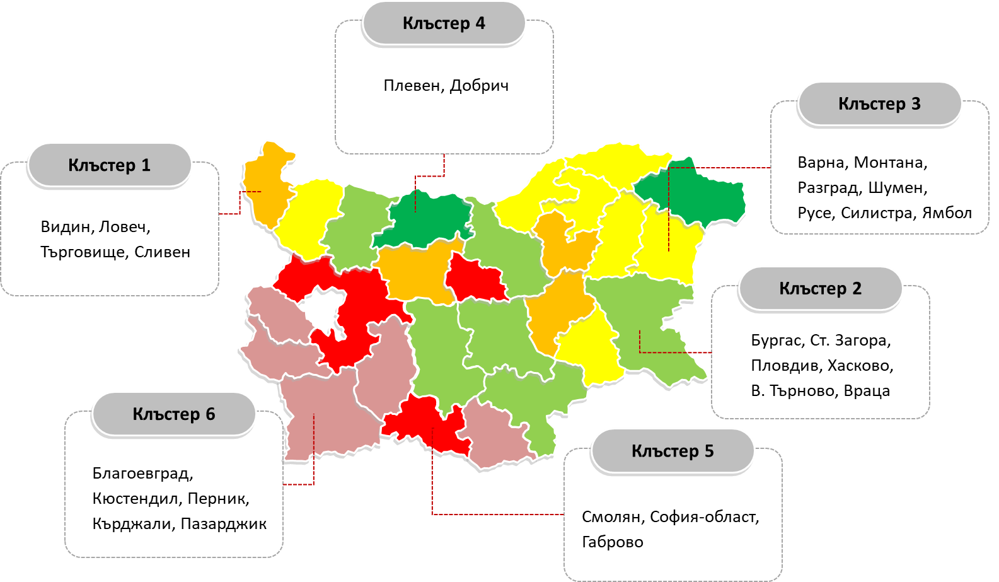 Клъстер 4
Плевен, Добрич
Клъстер 3
Варна, Монтана,
Разград, Шумен,
Русе, Силистра, Ямбол
Клъстер 1
Видин, Ловеч,
Търговище, Сливен
Клъстер 2
Бургас, Ст. Загора,
Пловдив, Хасково,
В. Търново, Враца
Клъстер 6
Благоевград,
Кюстендил, Перник,
Кърджали, Пазарджик
Клъстер 5
Смолян, София-област,
Габрово